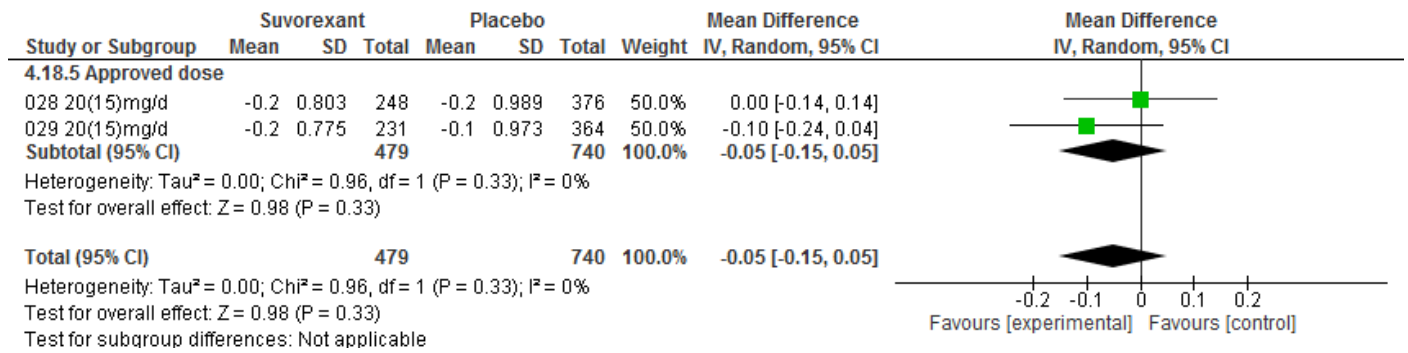 Suvorexant Placebo Mean Difference Mean Difference
Study or Subgroup Mean SD Total Mean SD Total Weight IV, Random, 95% CI IV, Random, 95% CI
4.18.5 Approved dose
028 20(15)mg/d -0.2 0.803 248 -0.2 0.989 376 50.0% 0.00 [-0.14, 0.14]
029 20(15)mg/d -0.2 0.775 231 -0.1 0.973 364 50.0% -0.10 [-0.24, 0.04]
Subtotal (95% CI) 479 740 100.0% -0.05 [-0.15, 0.05]
Heterogeneity: Tau² = 0.00; Chi² = 0.96, df = 1 (P = 0.33); I² = 0%
Test for overall effect: Z = 0.98 (P = 0.33)
Total (95% CI) 479 740 100.0% -0.05 [-0.15, 0.05]
Heterogeneity: Tau² = 0.00; Chi² = 0.96, df = 1 (P = 0.33); I² = 0%
Test for overall effect: Z = 0.98 (P = 0.33)
Test for subgroup differences: Not applicable
-0.2 -0.1 0 0.1 0.2
Favours [experimental] Favours [control]